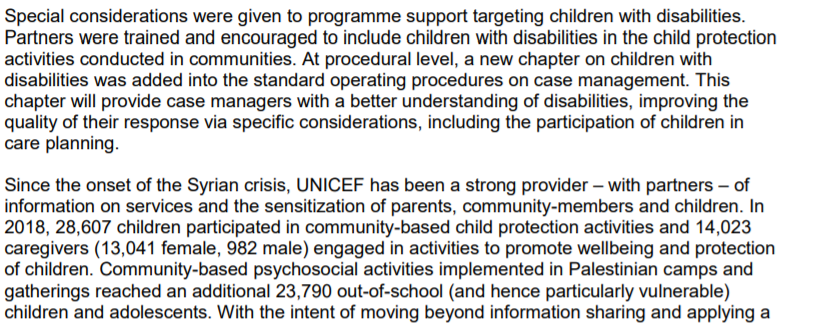 Special considerations were given to programme support targeting children with disabilities.
Partners were trained and encouraged to include children with disabilities in the child protection
activities conducted in communities. At procedural level, a new chapter on children with
disabilities was added into the standard operating procedures on case management. This
chapter will provide case managers with a better understanding of disabilities, improving the
quality of their response via specific considerations, including the participation of children in
care planning.
Since the onset of the Syrian crisis, UNICEF has been a strong provider – with partners – of
information on services and the sensitization of parents, community-members and children. In
2018, 28,607 children participated in community-based child protection activities and 14,023
caregivers (13,041 female, 982 male) engaged in activities to promote wellbeing and protection
of children. Community-based psychosocial activities implemented in Palestinian camps and
gatherings reached an additional 23,790 out-of-school (and hence particularly vulnerable)
children and adolescents. With the intent of moving beyond information sharing and applying a